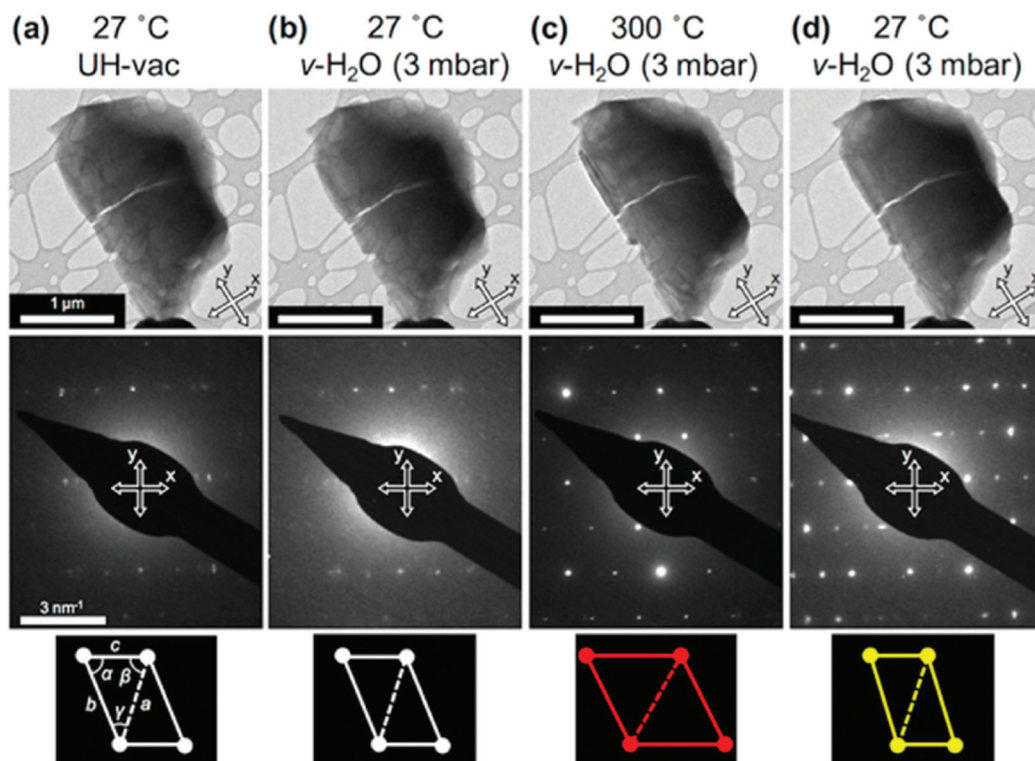 (a) 27 °C
UH-vac
(b) 27 °C
v-H₂O (3 mbar)
(c) 300 °C
v-H₂O (3 mbar)
(d) 27 °C
v-H₂O (3 mbar)
1 μm
y
x
y
x
y
x
y
x
y
x
y
x
y
x
y
x
3 nm⁻¹
c
α β
b γ a